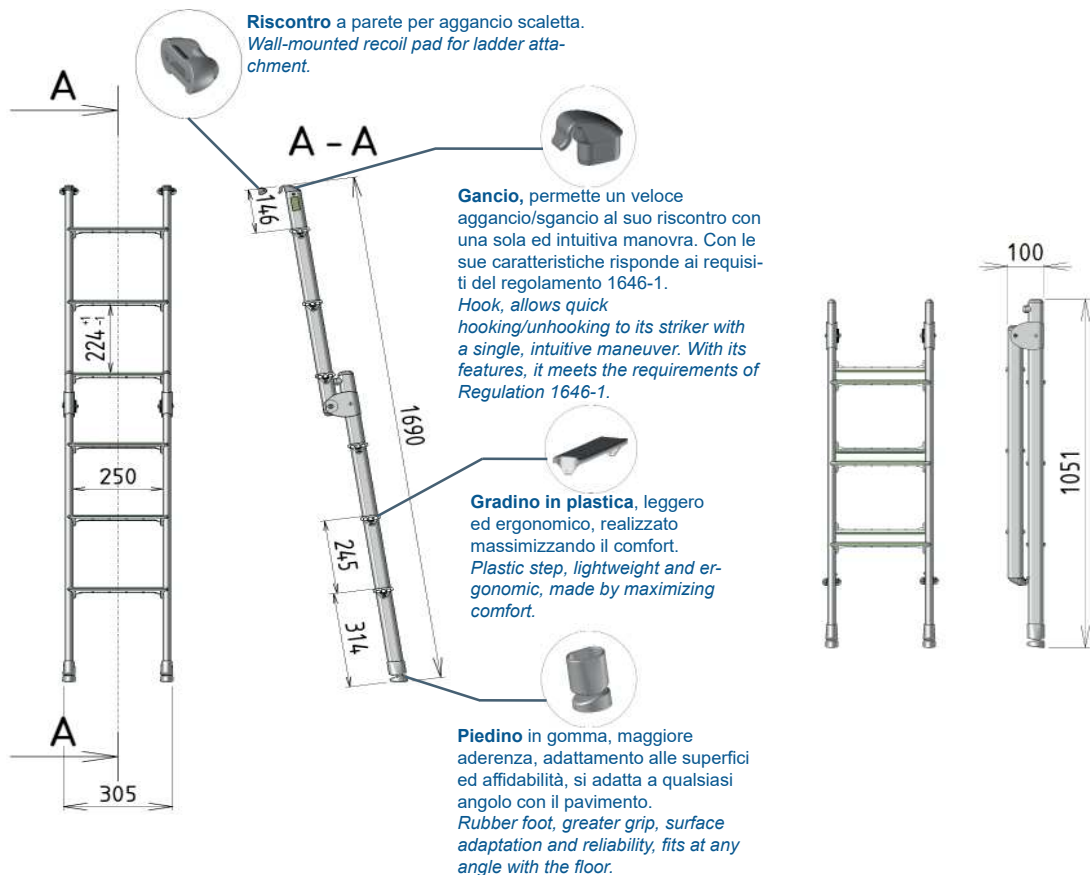 Riscontro a parete per aggancio scaletta.
Wall-mounted recoil pad for ladder atta-
chment.
A
A - A
146
Gancio, permette un veloce
aggancio/sgancio al suo riscontro con
una sola ed intuitiva manovra. Con le
sue caratteristiche risponde ai requisi-
ti del regolamento 1646-1.
Hook, allows quick
hooking/unhooking to its striker with
a single, intuitive maneuver. With its
features, it meets the requirements of
Regulation 1646-1.
224 +1 -1
1690
100
1051
250
Gradino in plastica, leggero
ed ergonomico, realizzato
massimizzando il comfort.
Plastic step, lightweight and er-
gonomic, made by maximizing
comfort.
245
314
Piedino in gomma, maggiore
aderenza, adattamento alle superfici
ed affidabilità, si adatta a qualsiasi
angolo con il pavimento.
Rubber foot, greater grip, surface
adaptation and reliability, fits at any
angle with the floor.
A
305